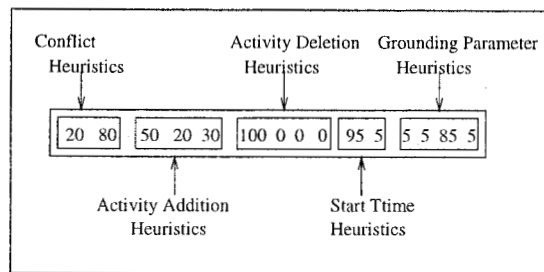 Conflict Heuristics
Activity Deletion Heuristics
Grounding Parameter Heuristics
20 80 50 20 30 100 0 0 0 95 5 5 5 85 5
Activity Addition Heuristics
Start Ttime Heuristics